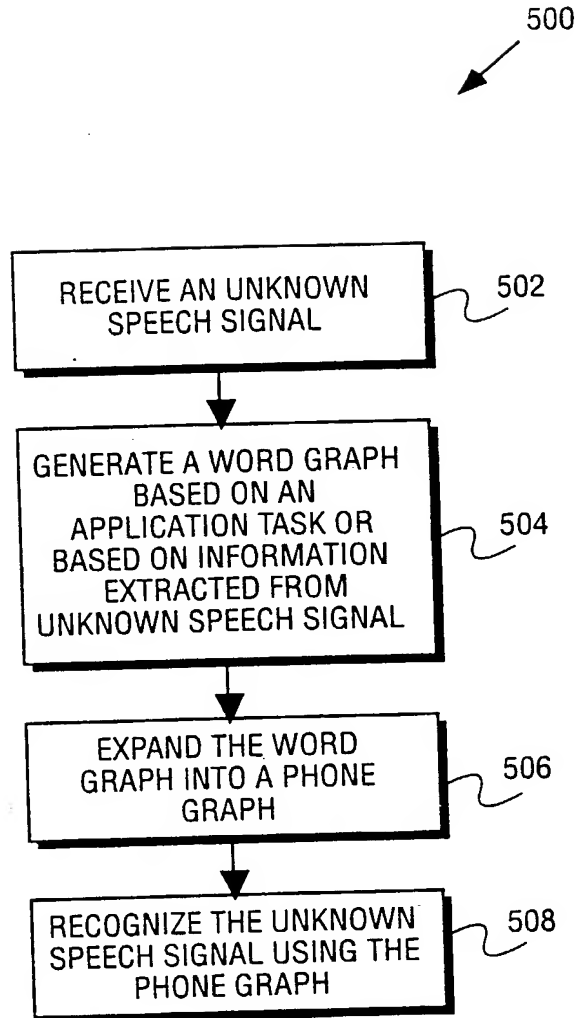 500
RECEIVE AN UNKNOWN
SPEECH SIGNAL
502
GENERATE A WORD GRAPH
BASED ON AN
APPLICATION TASK OR
BASED ON INFORMATION
EXTRACTED FROM
UNKNOWN SPEECH SIGNAL
504
EXPAND THE WORD
GRAPH INTO A PHONE
GRAPH
506
RECOGNIZE THE UNKNOWN
SPEECH SIGNAL USING THE
PHONE GRAPH
508